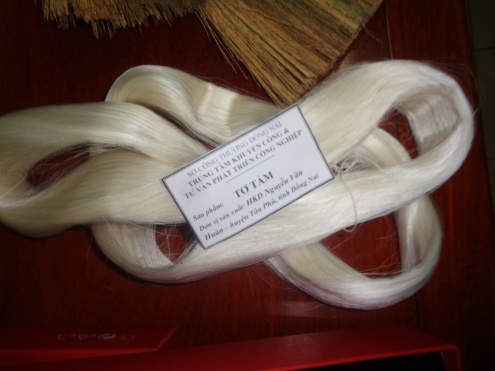 SỞ CÔNG THƯƠNG ĐỒNG NAI
TRUNG TÂM KHUYẾN CÔNG &
TƯ VẤN PHÁT TRIỂN CÔNG NGHIỆP
Sản phẩm: TƠ TẰM
Đơn vị sản xuất: HKD Nguyễn Văn
Huân – huyện Tân Phú, tỉnh Đồng Nai